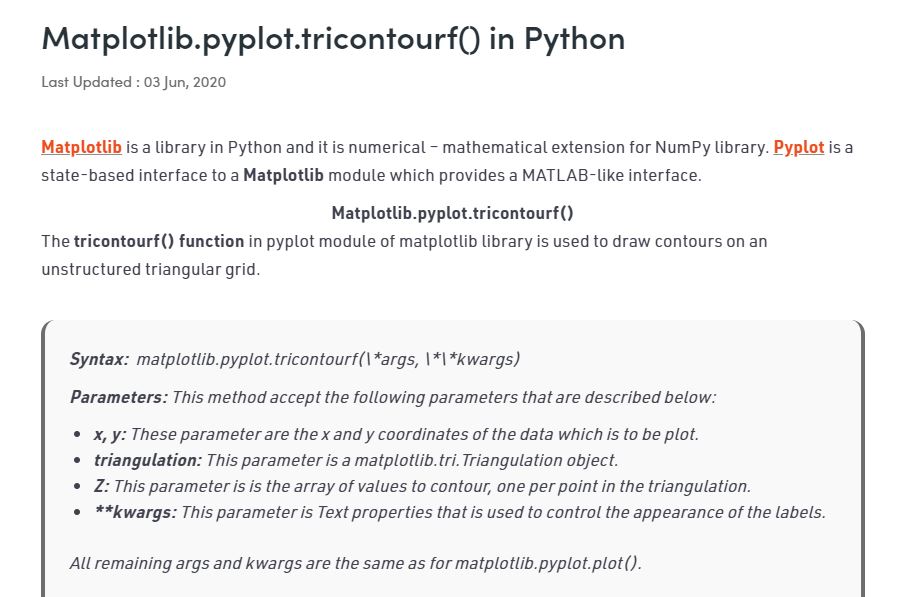 Matplotlib.pyplot.tricontourf() in Python
Last Updated : 03 Jun, 2020
Matplotlib is a library in Python and it is numerical – mathematical extension for NumPy library. Pyplot is a
state-based interface to a Matplotlib module which provides a MATLAB-like interface.
Matplotlib.pyplot.tricontourf()
The tricontourf() function in pyplot module of matplotlib library is used to draw contours on an
unstructured triangular grid.
Syntax: matplotlib.pyplot.tricontourf(\*args, \*\*kwargs)
Parameters: This method accept the following parameters that are described below:
• x, y: These parameter are the x and y coordinates of the data which is to be plot.
• triangulation: This parameter is a matplotlib.tri.Triangulation object.
• Z: This parameter is is the array of values to contour, one per point in the triangulation.
• **kwargs: This parameter is Text properties that is used to control the appearance of the labels.
All remaining args and kwargs are the same as for matplotlib.pyplot.plot().